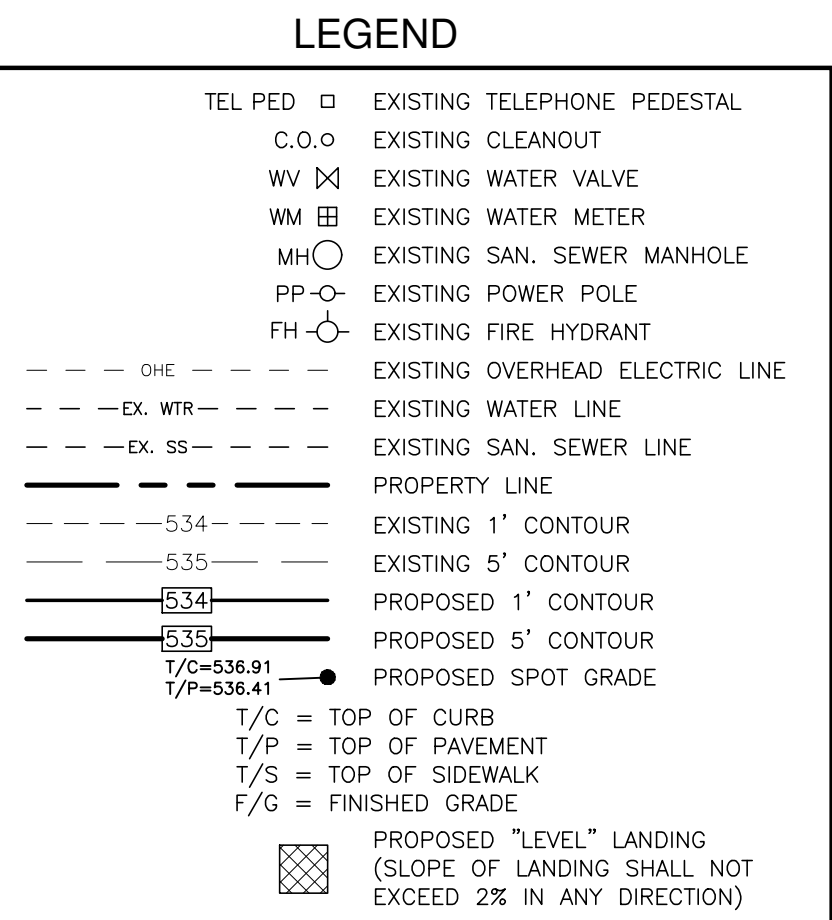 LEGEND
TEL PED EXISTING TELEPHONE PEDESTAL
C.O. EXISTING CLEANOUT
WV EXISTING WATER VALVE
WM EXISTING WATER METER
MH EXISTING SAN. SEWER MANHOLE
PP EXISTING POWER POLE
FH EXISTING FIRE HYDRANT
OHE EXISTING OVERHEAD ELECTRIC LINE
EX. WTR EXISTING WATER LINE
EX. SS EXISTING SAN. SEWER LINE
PROPERTY LINE
534 EXISTING 1' CONTOUR
535 EXISTING 5' CONTOUR
534 PROPOSED 1' CONTOUR
535 PROPOSED 5' CONTOUR
T/C=536.91
T/P=536.41
PROPOSED SPOT GRADE
T/C = TOP OF CURB
T/P = TOP OF PAVEMENT
T/S = TOP OF SIDEWALK
F/G = FINISHED GRADE
PROPOSED "LEVEL" LANDING
(SLOPE OF LANDING SHALL NOT
EXCEED 2% IN ANY DIRECTION)